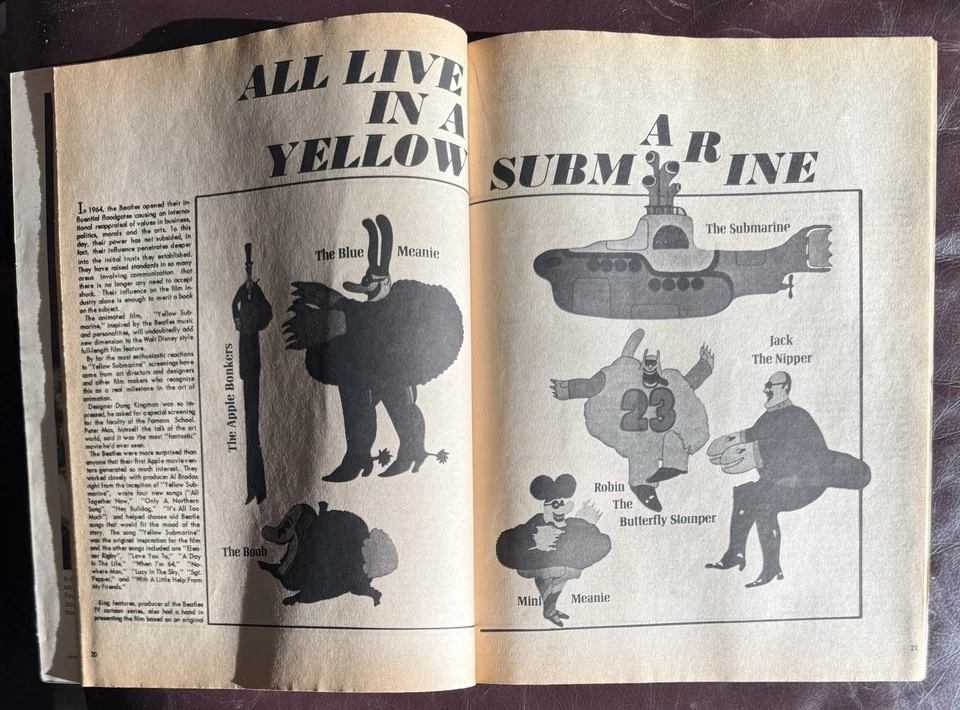 ALL LIVE
IN A
YELLOW
SUBMARINE
In 1964, the Beatles opened their in-
fluential floodgates causing an interna-
tional reappraisal of values in business,
politics, morals and the arts. To this
day, their power has not subsided, in
fact, their influence penetrates deeper
into the initial trusts they established.
They have raised standards in so many
areas involving communication that
there is no longer any need to accept
shock. Their influence on the film in-
dustry alone is enough to merit a book
on the subject.
The animated film, "Yellow Sub-
marine," inspired by the Beatles music
and personalities, will undoubtedly add
new dimension to the Walt Disney style
full-length film feature.
By far the most enthusiastic reactions
to "Yellow Submarine" screenings have
come from art directors and designers
and other film makers who recognize
this as a real milestone in the art of
animation.
Designer Dong Kingman was so im-
pressed, he asked for a special screening
for the faculty of the Famous School.
Peter Max, himself the talk of the art
world, said it was the most "fantastic"
movie he'd ever seen.
The Beatles were more surprised than
anyone that their first Apple movie ven-
ture generated so much interest. They
worked closely with producer Al Brodax
right from the inception of "Yellow Sub-
marine", wrote four new songs ("All
Together Now," "Only A Northern
Song", "Hey Bulldog," "It's All Too
Much") and helped choose old Beatle
songs that would fit the mood of the
story. The song "Yellow Submarine"
was the original inspiration for the film
and the other songs included are "Elea-
nor Rigby", "Love You To," "A Day
In The Life," "When I'm 64," "No-
where Man," "Lucy In The Sky," "Sgt.
Pepper," and "With A Little Help From
My Friends."
King features, producer of the Beatles
TV cartoon series, also had a hand in
presenting the film based on an original
20
The Apple Bonkers
The Blue Meanie
The Boob
The Submarine
23
Jack
The Nipper
Robin
The
Butterfly Stomper
Mini Meanie
21